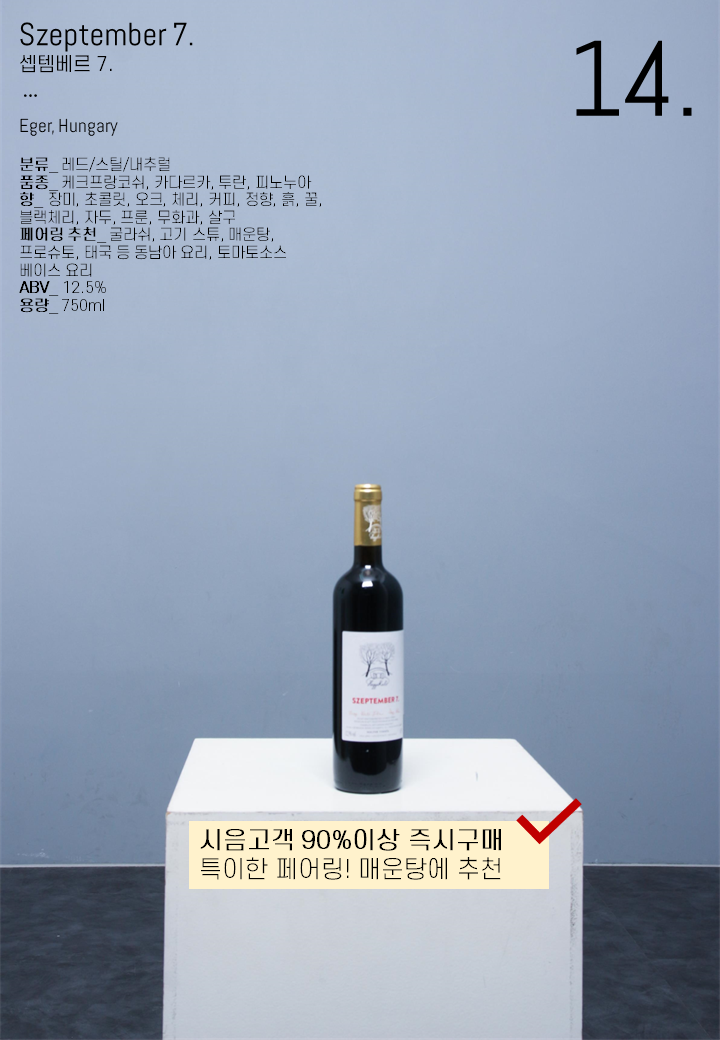 Szeptember 7.
셉템베르 7.
...
Eger, Hungary
14.
분류_ 레드/스틸/내추럴
품종_ 케크프랑코쉬, 카다르카, 투란, 피노누아
향_ 장미, 초콜릿, 오크, 체리, 커피, 정향, 흙, 꿀,
블랙체리, 자두, 프룬, 무화과, 살구
페어링 추천_ 굴라쉬, 고기 스튜, 매운탕,
프로슈토, 태국 등 동남아 요리, 토마토소스
베이스 요리
ABV_ 12.5%
용량_ 750ml
SZEPTEMBER 7.
시음고객 90%이상 즉시구매
특이한 페어링! 매운탕에 추천